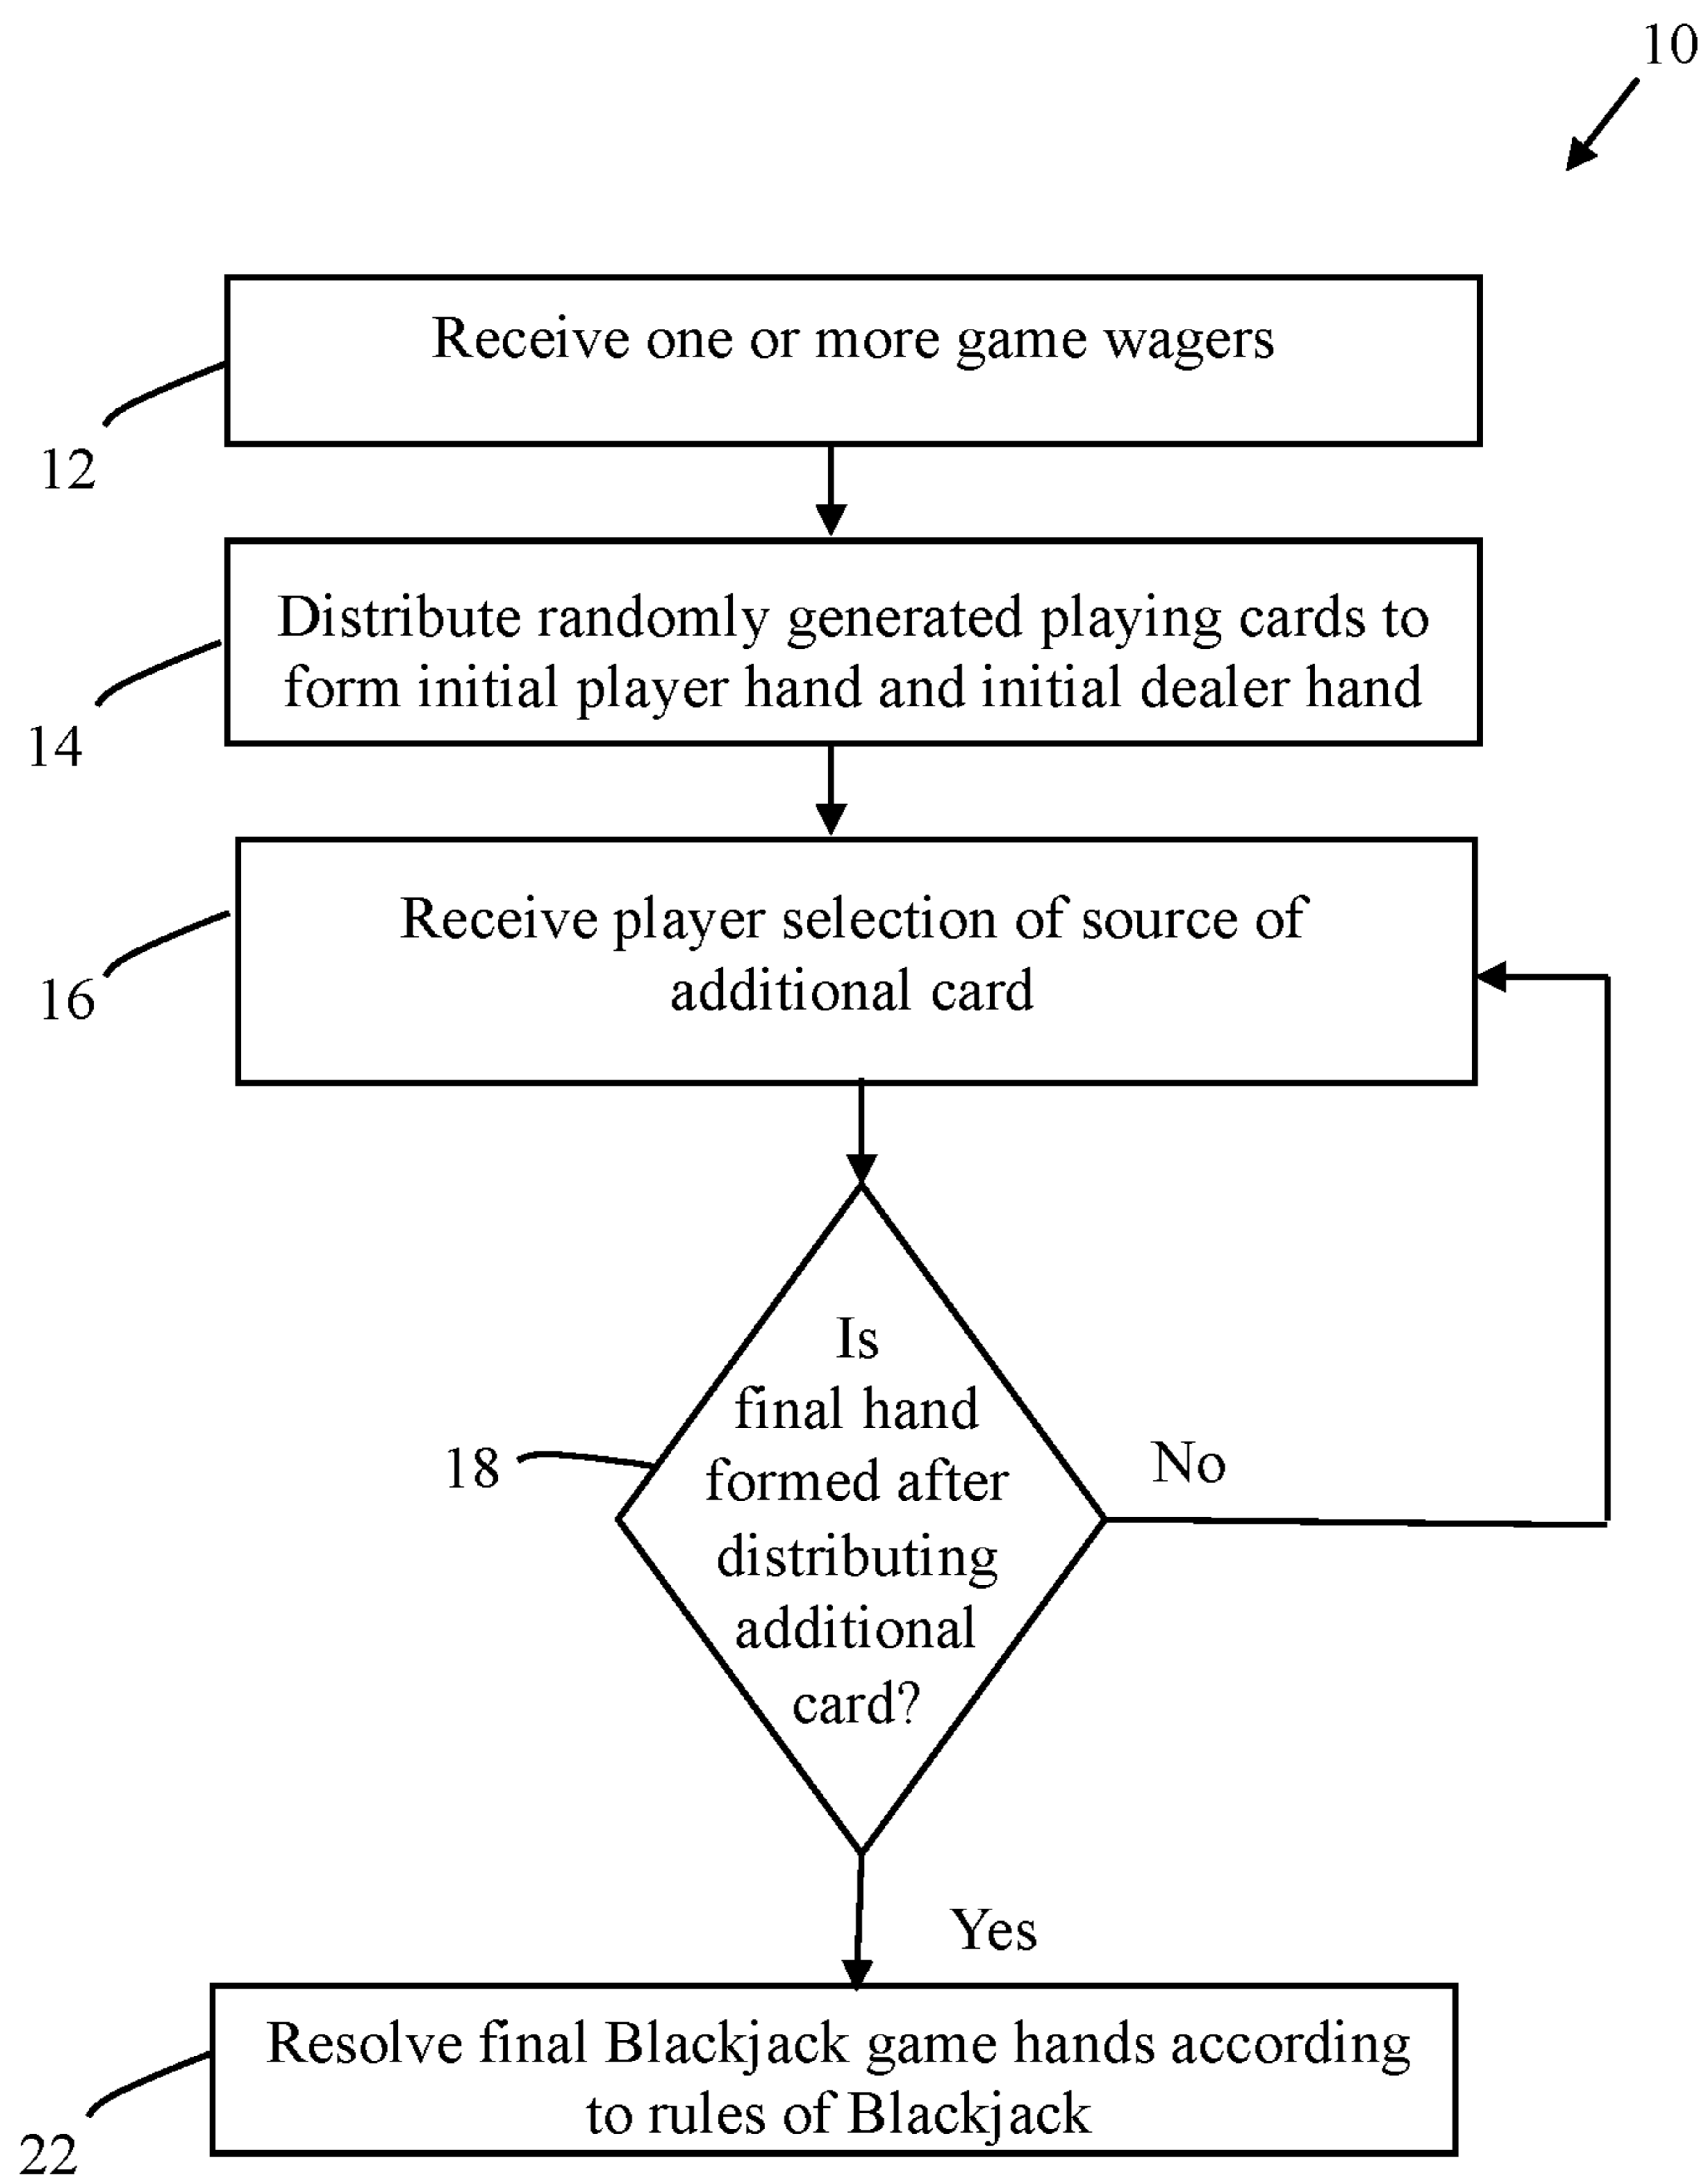 10
Receive one or more game wagers
12
Distribute randomly generated playing cards to
form initial player hand and initial dealer hand
14
Receive player selection of source of
additional card
16
Is
final hand
formed after
distributing
additional
card?
18
No
Yes
Resolve final Blackjack game hands according
to rules of Blackjack
22